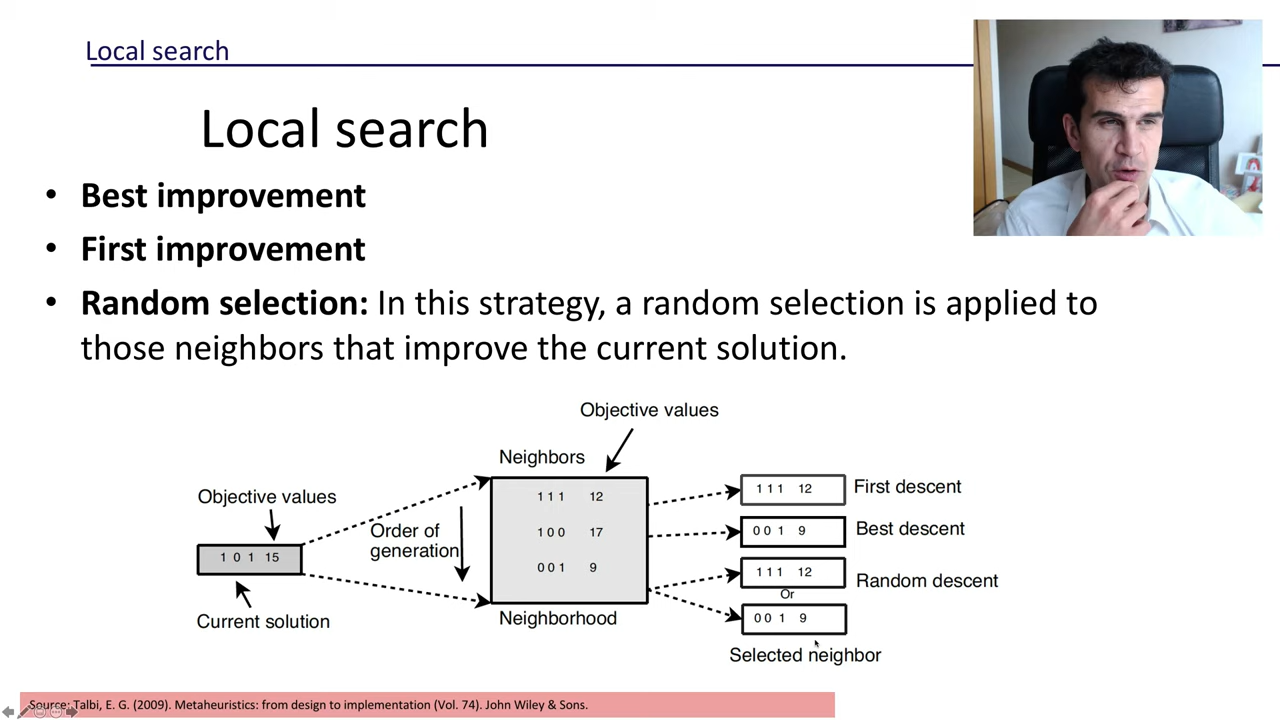 Local search
Local search
• Best improvement
• First improvement
• Random selection: In this strategy, a random selection is applied to
those neighbors that improve the current solution.
Objective values
Neighbors
Objective values
Order of
generation
1 0 1 15
Current solution
1 1 1 12
1 0 0 17
0 0 1 9
Neighborhood
1 1 1 12
First descent
0 0 1 9
Best descent
1 1 1 12
Random descent
Or
0 0 1 9
Selected neighbor
Source: Talbi, E. G. (2009). Metaheuristics: from design to implementation (Vol. 74). John Wiley & Sons.